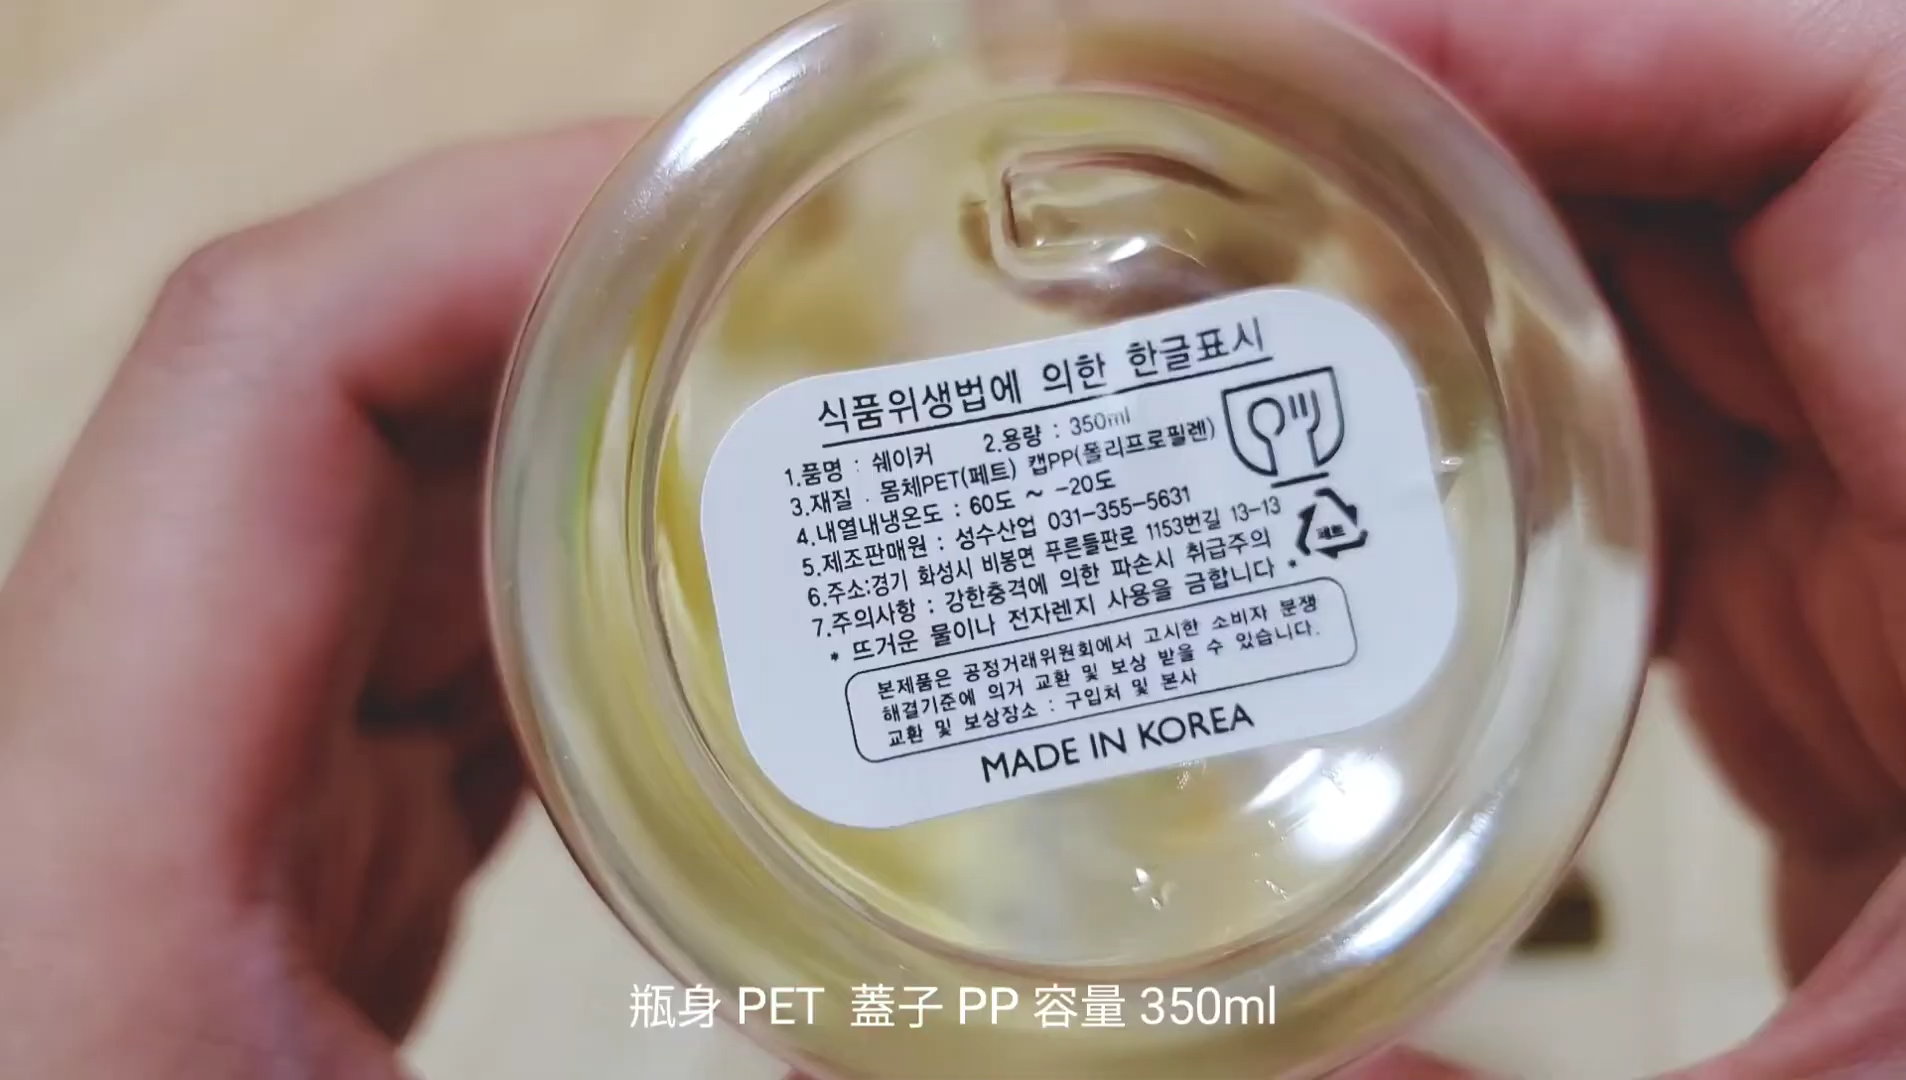 식품위생법에 의한 한글표시
1.품명 : 쉐이커 2.용량 : 350ml
3.재질 . 몸체PET(페트) 캡PP(폴리프로필렌)
4.내열내냉온도 : 60도 ~ -20도
5.제조판매원 : 성수산업 031-355-5631
6.주소:경기 화성시 비봉면 푸른들판로 1153번길 13-13
7.주의사항 : 강한충격에 의한 파손시 취급주의
* 뜨거운 물이나 전자렌지 사용을 금합니다 *
페트
본제품은 공정거래위원회에서 고시한 소비자 분쟁
해결기준에 의거 교환 및 보상 받을 수 있습니다.
교환 및 보상장소 : 구입처 및 본사
MADE IN KOREA
瓶身 PET 蓋子 PP 容量 350ml